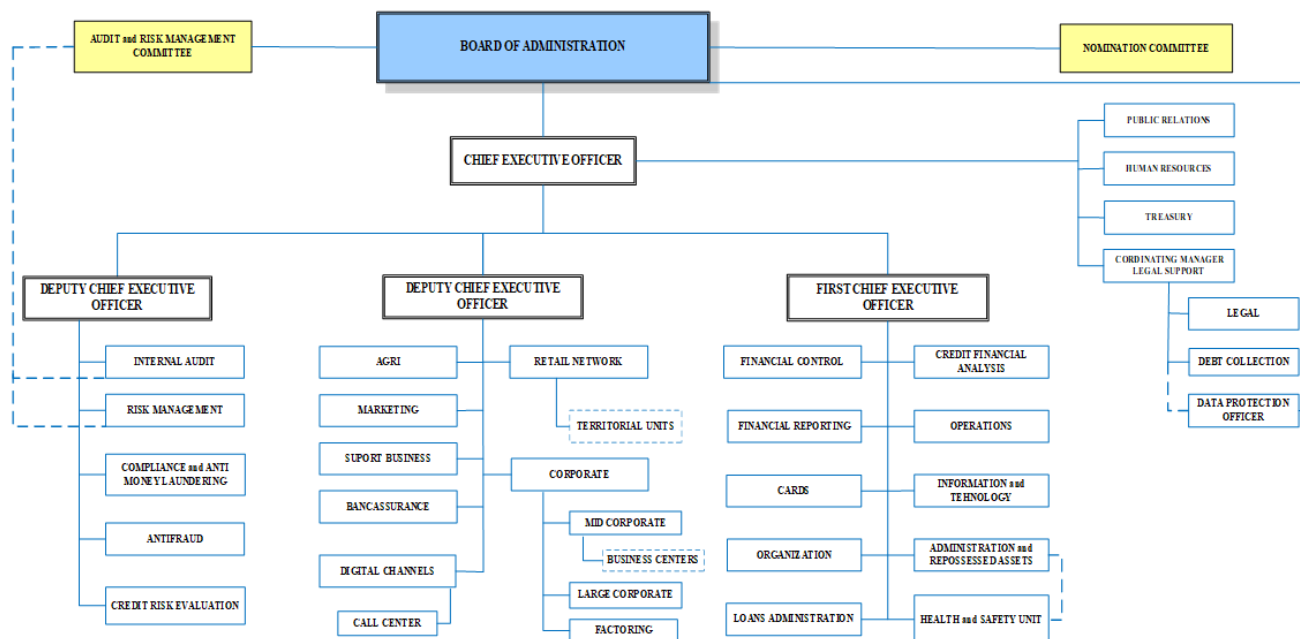 AUDIT and RISK MANAGEMENT
COMMITTEE
BOARD OF ADMINISTRATION
NOMINATION COMMITTEE
CHIEF EXECUTIVE OFFICER
PUBLIC RELATIONS
HUMAN RESOURCES
TREASURY
CORDINATING MANAGER
LEGAL SUPPORT
LEGAL
DEBT COLLECTION
DATA PROTECTION
OFFICER
DEPUTY CHIEF EXECUTIVE
OFFICER
INTERNAL AUDIT
RISK MANAGEMENT
COMPLIANCE and ANTI
MONEY LAUNDERING
ANTIFRAUD
CREDIT RISK EVALUATION
DEPUTY CHIEF EXECUTIVE
OFFICER
AGRI
MARKETING
SUPORT BUSINESS
BANCASSURANCE
DIGITAL CHANNELS
CALL CENTER
RETAIL NETWORK
TERRITORIAL UNITS
CORPORATE
MID CORPORATE
BUSINESS CENTERS
LARGE CORPORATE
FACTORING
FIRST CHIEF EXECUTIVE
OFFICER
FINANCIAL CONTROL
FINANCIAL REPORTING
CARDS
ORGANIZATION
LOANS ADMINISTRATION
CREDIT FINANCIAL
ANALYSIS
OPERATIONS
INFORMATION and
TEHNOLOGY
ADMINISTRATION and
REPOSSESSED ASSETS
HEALTH and SAFETY UNIT